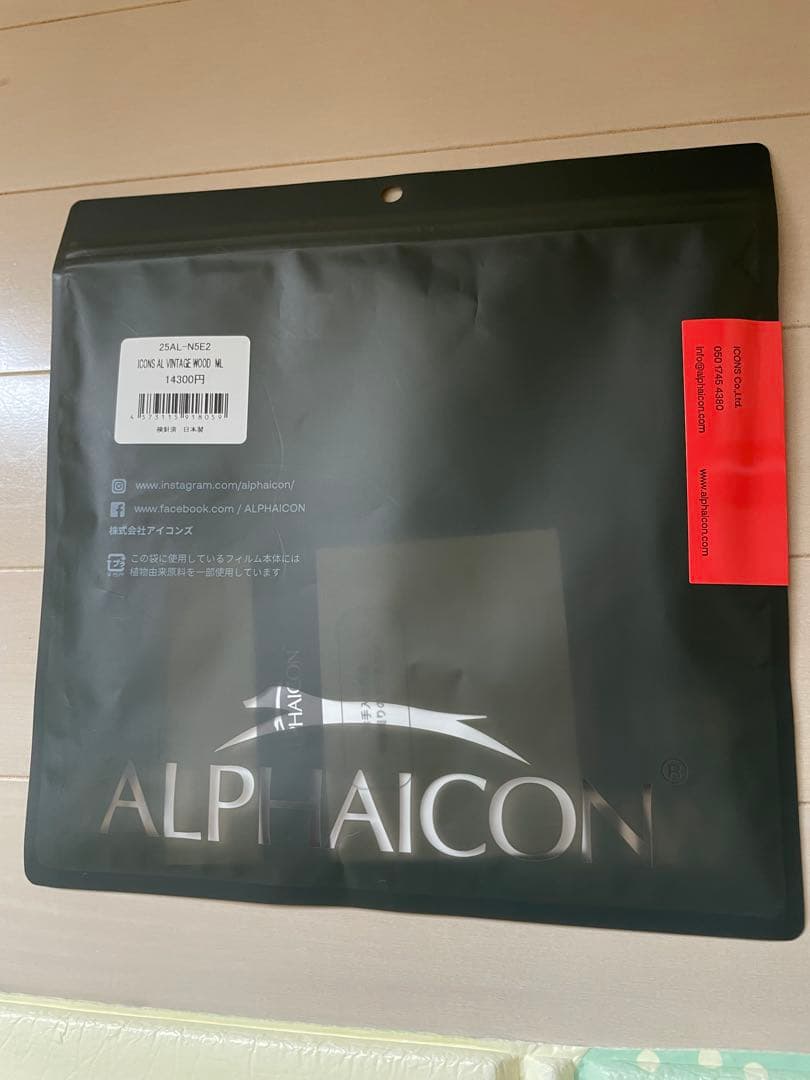 25AL-N5E2
ICONS AL VINTAGE WOOD ML
14300円
4573115918059
検針済 日本製
www.instagram.com/alphaicon/
www.facebook.com / ALPHAICON
株式会社アイコンズ
プラ
この袋に使用しているフィルム本体には
植物由来原料を一部使用しています
ICONS Co.,Ltd.
050 1745 4380
info@alphaicon.com
www.alphaicon.com
PHAICON
ALPHAICON
®